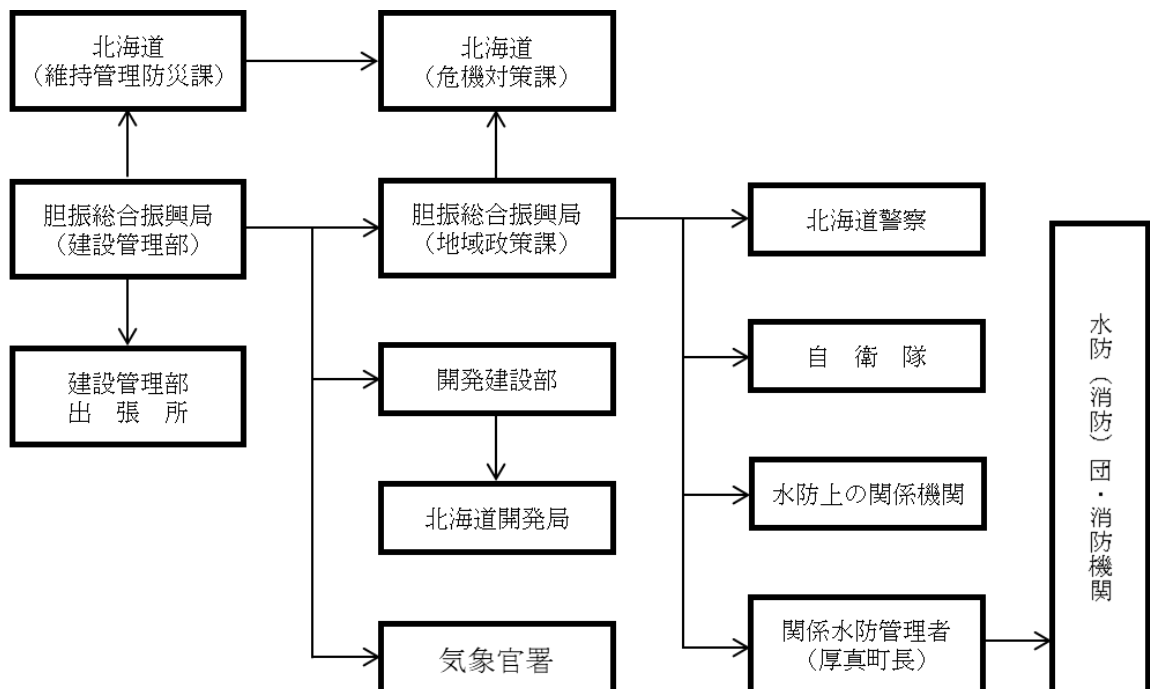 北海道
（維持管理防災課）
北海道
（危機対策課）
胆振総合振興局
（建設管理部）
胆振総合振興局
（地域政策課）
北海道警察
建設管理部
出　張　所
開発建設部
自　衛　隊
北海道開発局
水防上の関係機関
気象官署
関係水防管理者
（厚真町長）
水防（消防）団・消防機関